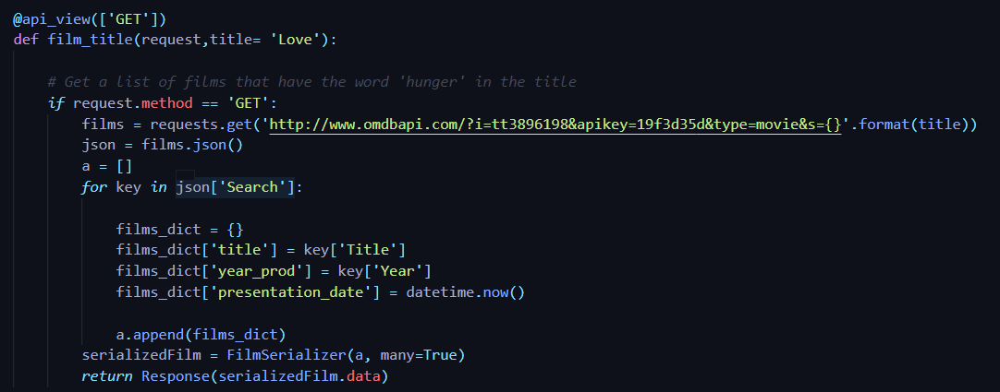 @api_view(['GET'])
def film_title(request,title= 'Love'):
# Get a list of films that have the word 'hunger' in the title
if request.method == 'GET':
films = requests.get('http://www.omdbapi.com/?i=tt3896198&apikey=19f3d35d&type=movie&s={}'.format(title))
json = films.json()
a = []
for key in json['Search']:
films_dict = {}
films_dict['title'] = key['Title']
films_dict['year_prod'] = key['Year']
films_dict['presentation_date'] = datetime.now()
a.append(films_dict)
serializedFilm = FilmSerializer(a, many=True)
return Response(serializedFilm.data)